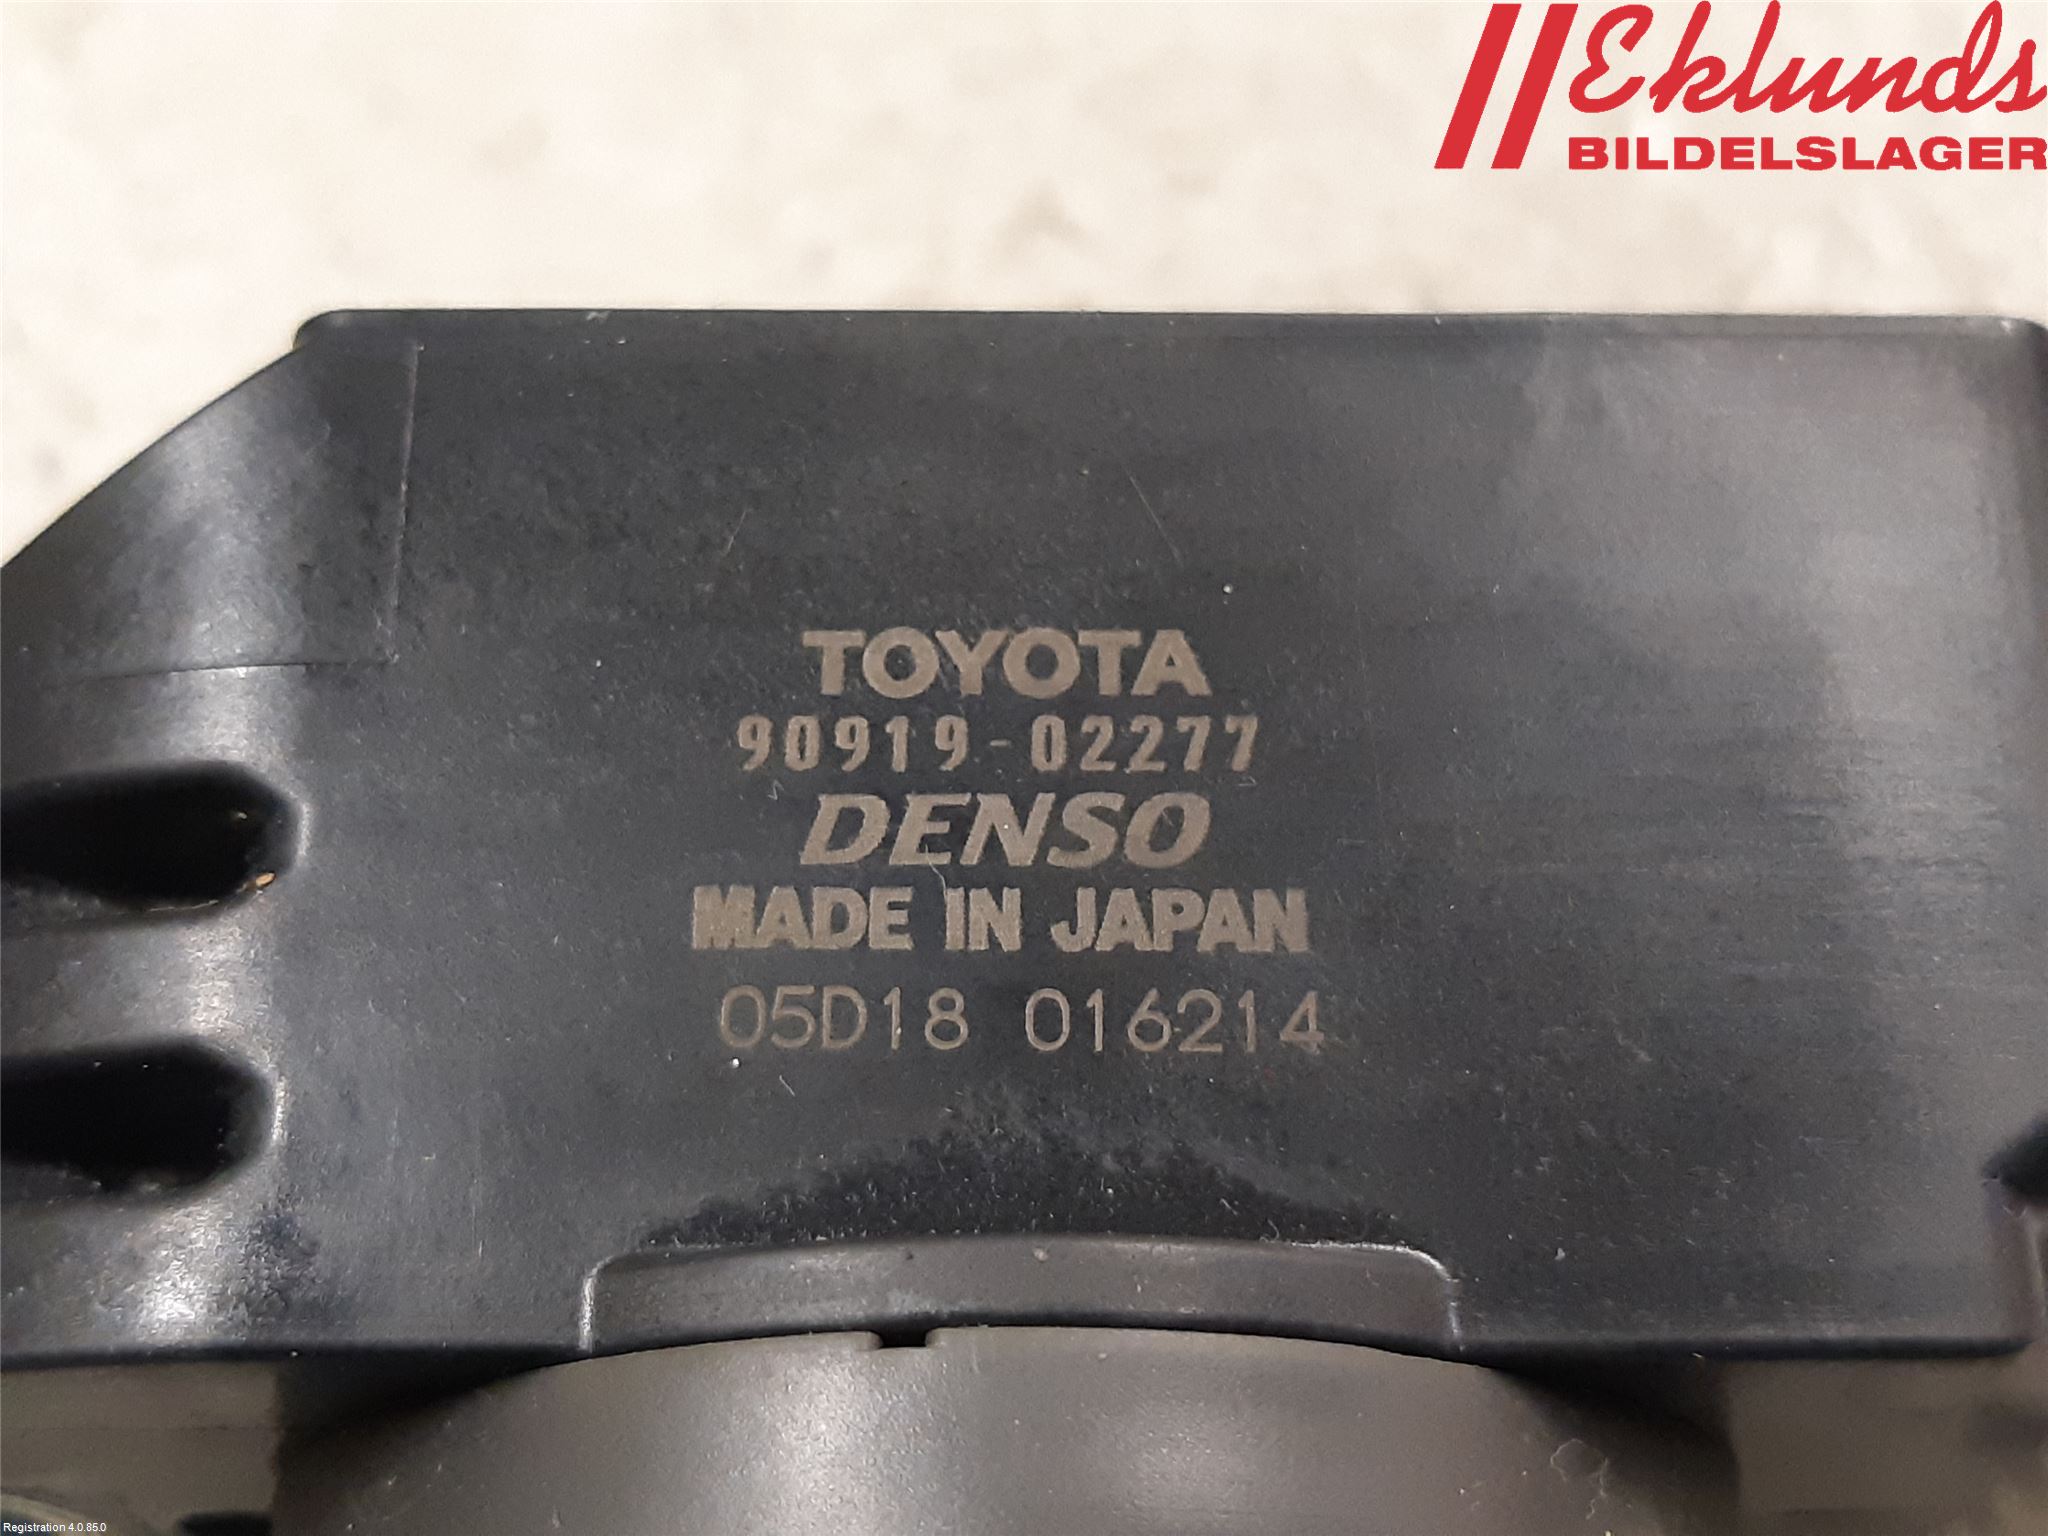 Eklunds
BILDELSLAGER
TOYOTA
90919-02277
DENSO
MADE IN JAPAN
05D18 016214
Registration 4.0.85.0